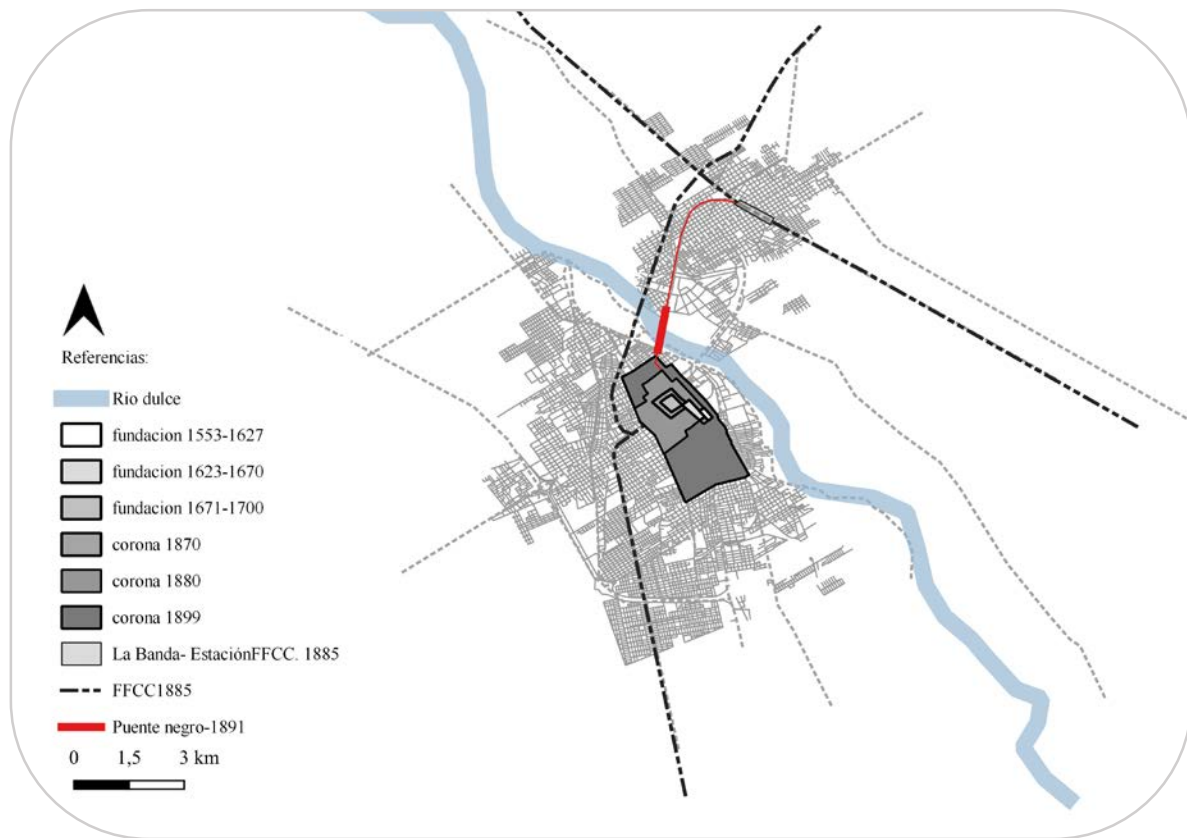 Referencias:
Rio dulce
fundacion 1553-1627
fundacion 1623-1670
fundacion 1671-1700
corona 1870
corona 1880
corona 1899
La Banda- EstaciónFFCC. 1885
FFCC1885
Puente negro-1891
0 1,5 3 km